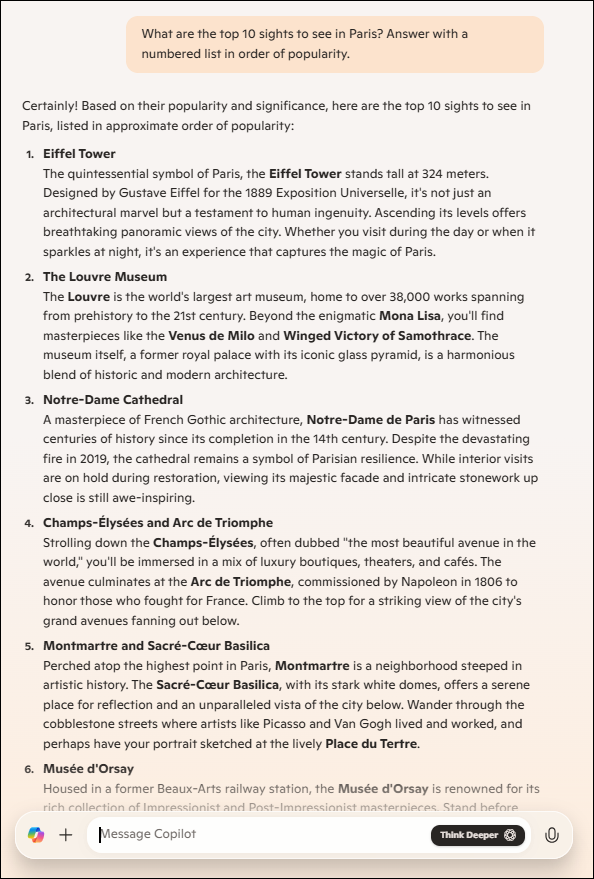 What are the top 10 sights to see in Paris? Answer with a
numbered list in order of popularity.
Certainly! Based on their popularity and significance, here are the top 10 sights to see in
Paris, listed in approximate order of popularity:
1. Eiffel Tower
The quintessential symbol of Paris, the Eiffel Tower stands tall at 324 meters.
Designed by Gustave Eiffel for the 1889 Exposition Universelle, it's not just an
architectural marvel but a testament to human ingenuity. Ascending its levels offers
breathtaking panoramic views of the city. Whether you visit during the day or when it
sparkles at night, it's an experience that captures the magic of Paris.
2. The Louvre Museum
The Louvre is the world's largest art museum, home to over 38,000 works spanning
from prehistory to the 21st century. Beyond the enigmatic Mona Lisa, you'll find
masterpieces like the Venus de Milo and Winged Victory of Samothrace. The
museum itself, a former royal palace with its iconic glass pyramid, is a harmonious
blend of historic and modern architecture.
3. Notre-Dame Cathedral
A masterpiece of French Gothic architecture, Notre-Dame de Paris has witnessed
centuries of history since its completion in the 14th century. Despite the devastating
fire in 2019, the cathedral remains a symbol of Parisian resilience. While interior visits
are on hold during restoration, viewing its majestic facade and intricate stonework up
close is still awe-inspiring.
4. Champs-Élysées and Arc de Triomphe
Strolling down the Champs-Élysées, often dubbed "the most beautiful avenue in the
world," you'll be immersed in a mix of luxury boutiques, theaters, and cafés. The
avenue culminates at the Arc de Triomphe, commissioned by Napoleon in 1806 to
honor those who fought for France. Climb to the top for a striking view of the city's
grand avenues fanning out below.
5. Montmartre and Sacré-Cœur Basilica
Perched atop the highest point in Paris, Montmartre is a neighborhood steeped in
artistic history. The Sacré-Cœur Basilica, with its stark white domes, offers a serene
place for reflection and an unparalleled vista of the city below. Wander through the
cobblestone streets where artists like Picasso and Van Gogh lived and worked, and
perhaps have your portrait sketched at the lively Place du Tertre.
6. Musée d'Orsay
Housed in a former Beaux-Arts railway station, the Musée d'Orsay is renowned for its
rich collection of Impressionist and Post-Impressionist masterpieces. Stand before
Message Copilot
Think Deeper